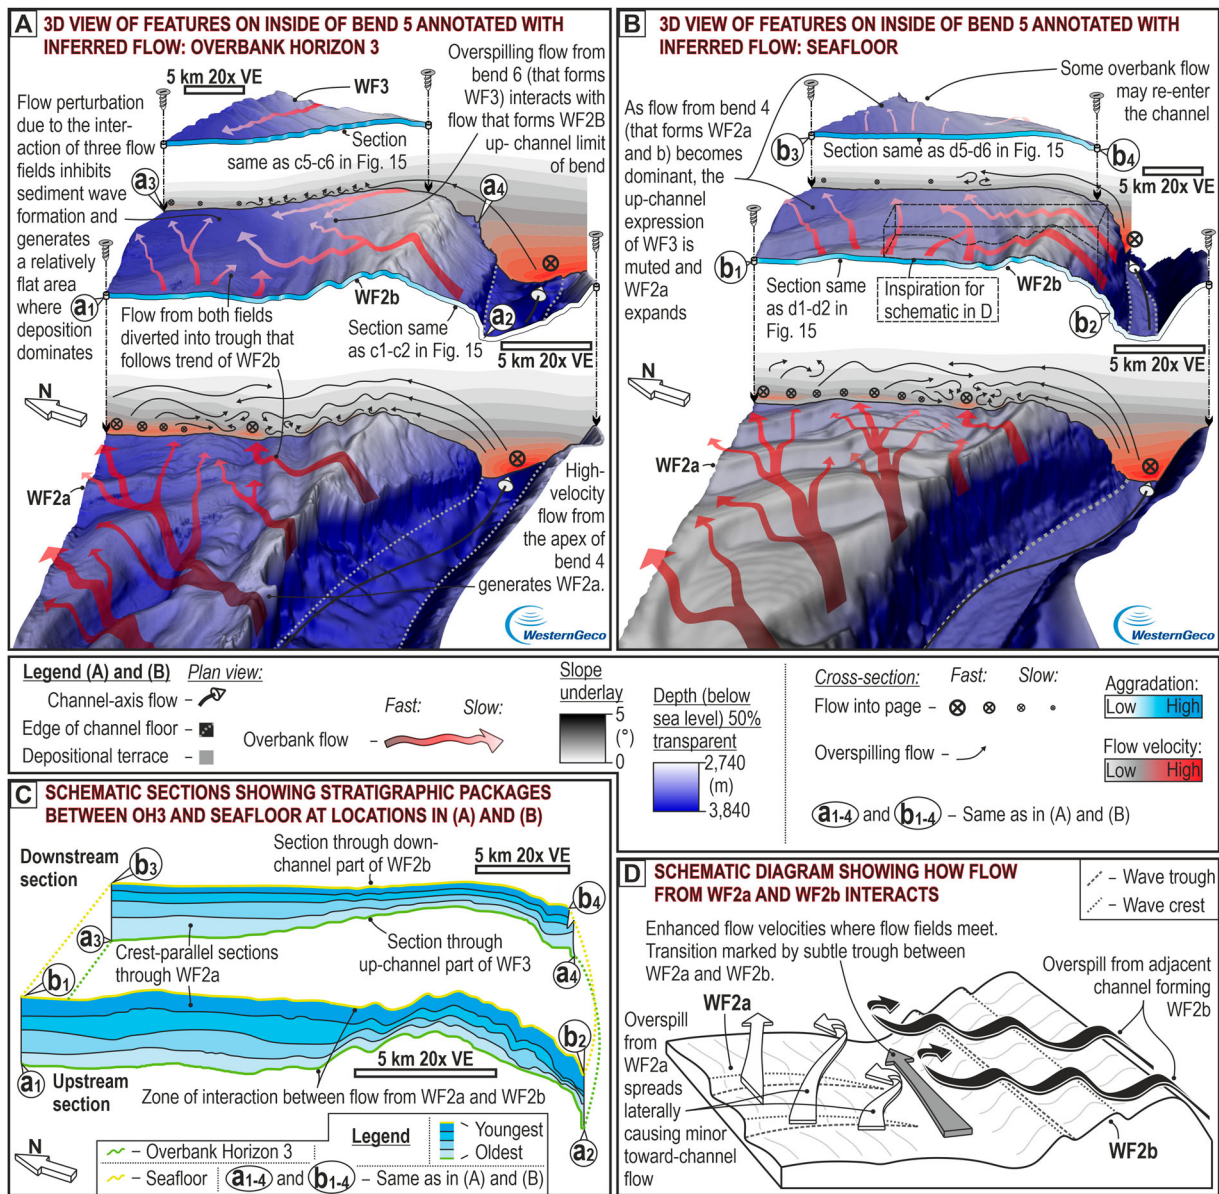 A 3D VIEW OF FEATURES ON INSIDE OF BEND 5 ANNOTATED WITH
INFERRED FLOW: OVERBANK HORIZON 3
5 km 20x VE
WF3
Overspilling flow from
bend 6 (that forms
WF3) interacts with
flow that forms WF2B
up- channel limit
of bend
Flow perturbation
due to the inter-
action of three flow
fields inhibits
sediment wave
formation and
generates
a relatively
flat area
where
deposition
dominates
Section
same as c5-c6 in Fig. 15
a3
a4
a1
a2
WF2b
Flow from both fields
diverted into trough that
follows trend of WF2b
Section same
as c1-c2 in Fig. 15
5 km 20x VE
N
WF2a
High-
velocity
flow from
the apex of
bend 4
generates WF2a.
WesternGeco
B 3D VIEW OF FEATURES ON INSIDE OF BEND 5 ANNOTATED WITH
INFERRED FLOW: SEAFLOOR
Some overbank flow
may re-enter
the channel
As flow from bend 4
(that forms WF2a
and b) becomes
dominant, the
up-channel
expression
of WF3 is
muted and
WF2a
expands
b3
Section same as d5-d6 in Fig. 15
b4
5 km 20x VE
b1
Section same
as d1-d2 in
Fig. 15
Inspiration for
schematic in D
WF2b
b2
5 km 20x VE
N
WF2a
WesternGeco
Legend (A) and (B)
Plan view:
Channel-axis flow –
Edge of channel floor –
Depositional terrace –
Fast: Slow:
Overbank flow –
Slope
underlay
5
(°)
0
Depth (below
sea level) 50%
transparent
2,740
(m)
3,840
Cross-section: Fast: Slow:
Flow into page –
Overspilling flow –
a1-4 and b1-4 – Same as in (A) and (B)
Aggradation:
Low High
Flow velocity:
Low High
C SCHEMATIC SECTIONS SHOWING STRATIGRAPHIC PACKAGES
BETWEEN OH3 AND SEAFLOOR AT LOCATIONS IN (A) AND (B)
Downstream
section
b3
Section through down-
channel part of WF2b
5 km 20x VE
b4
a3
Crest-parallel sections
through WF2a
Section through
up-channel part of WF3
a4
b1
b2
5 km 20x VE
a1
Upstream
section
Zone of interaction between flow from WF2a and WF2b
a2
N
Legend
– Overbank Horizon 3
– Seafloor
Youngest
Oldest
a1-4 and b1-4 – Same as in (A) and (B)
D SCHEMATIC DIAGRAM SHOWING HOW FLOW
FROM WF2a AND WF2b INTERACTS
– Wave trough
– Wave crest
Enhanced flow velocities where flow fields meet.
Transition marked by subtle trough between
WF2a and WF2b.
Overspill from adjacent
channel forming
WF2b
WF2a
Overspill
from
WF2a
spreads
laterally
causing minor
toward-channel
flow
WF2b